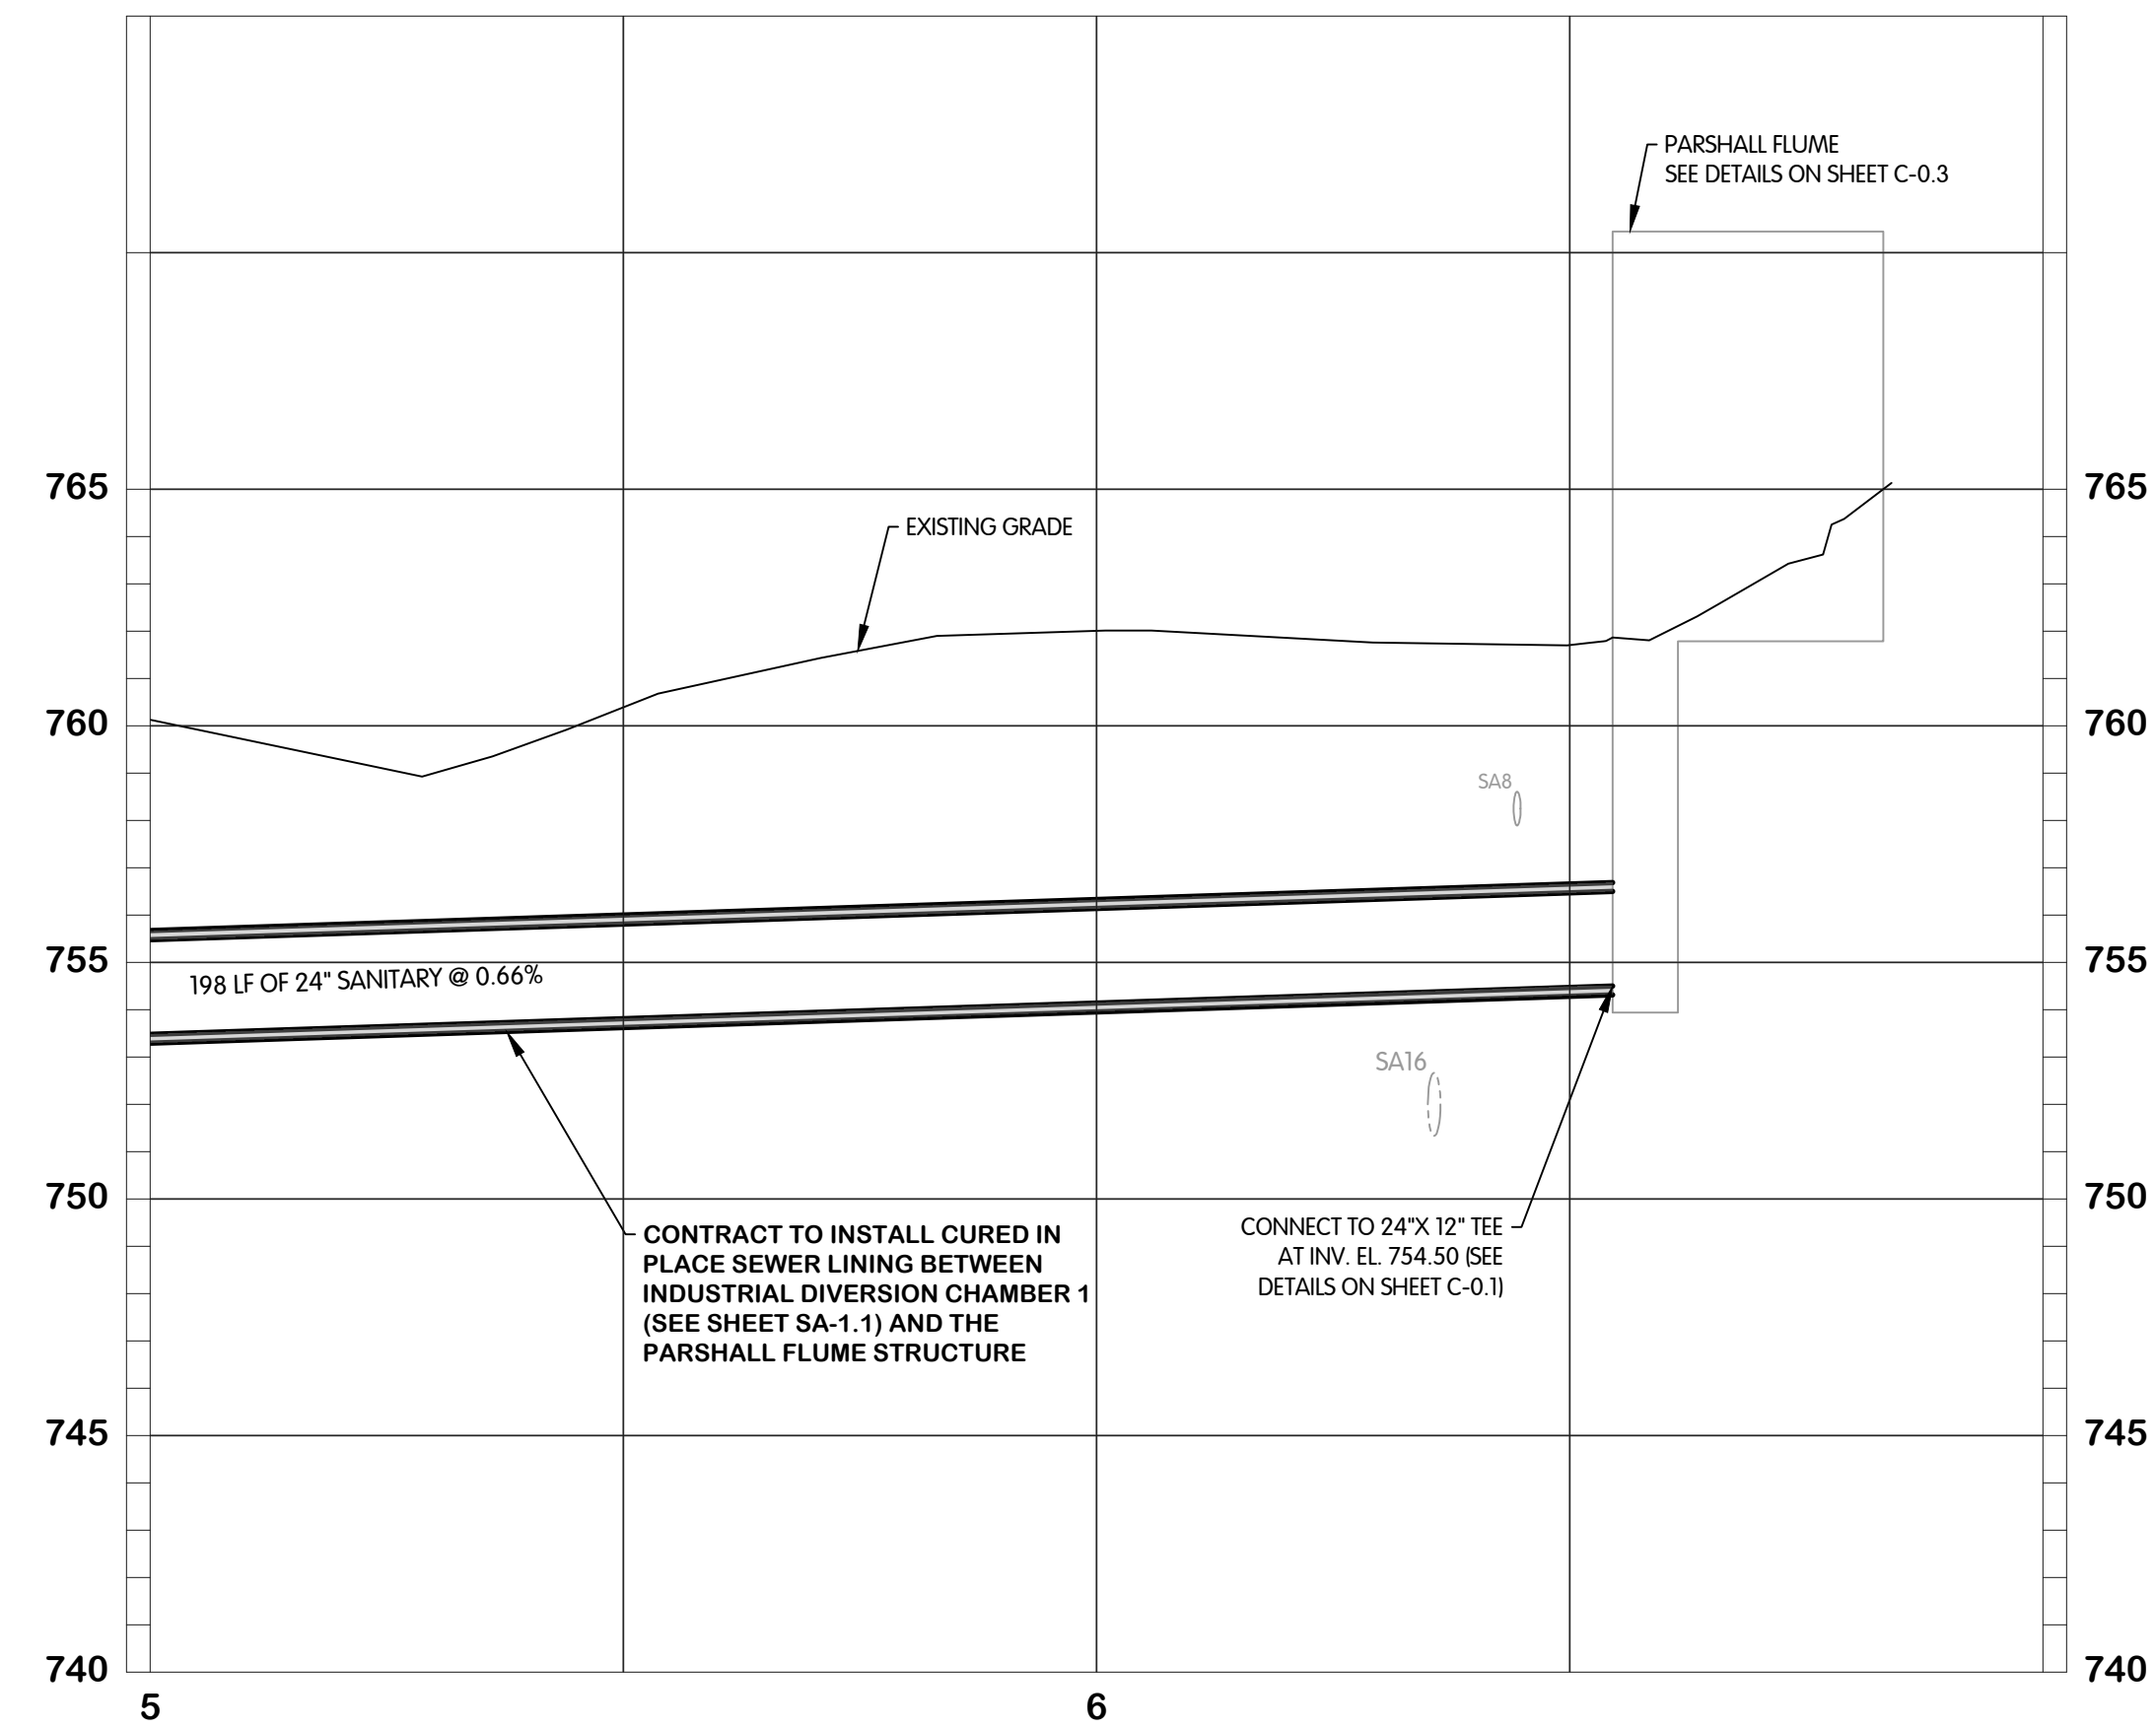 PARSHALL FLUME
SEE DETAILS ON SHEET C-0.3
765
765
EXISTING GRADE
760
760
SA8
755
755
198 LF OF 24" SANITARY @ 0.66%
SA16
750
750
CONTRACT TO INSTALL CURED IN
PLACE SEWER LINING BETWEEN
INDUSTRIAL DIVERSION CHAMBER 1
(SEE SHEET SA-1.1) AND THE
PARSHALL FLUME STRUCTURE
CONNECT TO 24"X 12" TEE
AT INV. EL. 754.50 (SEE
DETAILS ON SHEET C-0.1)
745
745
740
740
5
6